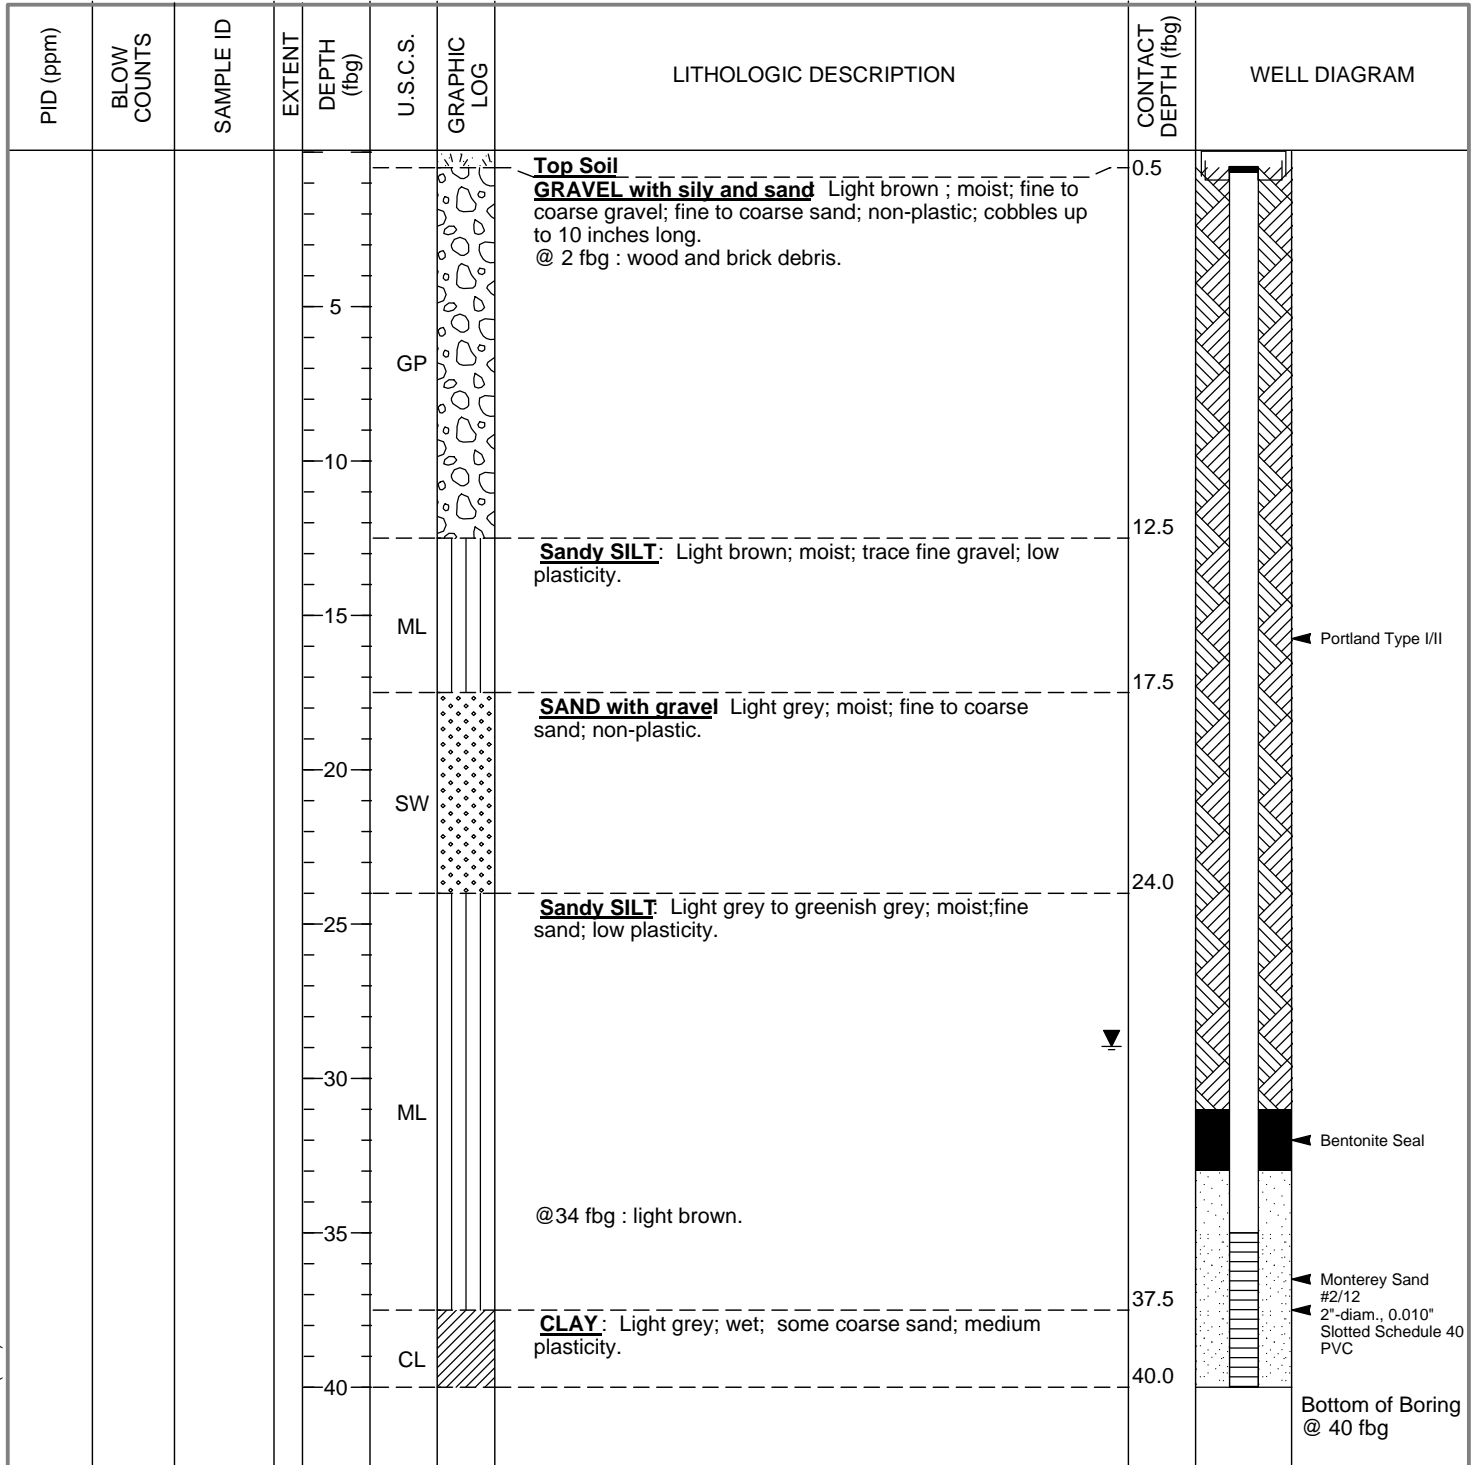 PID (ppm)
BLOW
COUNTS
SAMPLE ID
EXTENT
DEPTH
(fbg)
U.S.C.S.
GRAPHIC
LOG
LITHOLOGIC DESCRIPTION
CONTACT
DEPTH (fbg)
WELL DIAGRAM
Top Soil
0.5
GRAVEL with sily and sand: Light brown ; moist; fine to
coarse gravel; fine to coarse sand; non-plastic; cobbles up
to 10 inches long.
@ 2 fbg : wood and brick debris.
5
GP
10
12.5
Sandy SILT: Light brown; moist; trace fine gravel; low
plasticity.
15
ML
Portland Type I/II
17.5
SAND with gravel Light grey; moist; fine to coarse
sand; non-plastic.
20
SW
24.0
Sandy SILT: Light grey to greenish grey; moist;fine
sand; low plasticity.
25
30
ML
Bentonite Seal
@34 fbg : light brown.
35
Monterey Sand
#2/12
37.5
2"-diam., 0.010"
Slotted Schedule 40
PVC
CLAY: Light grey; wet; some coarse sand; medium
plasticity.
CL
40.0
40
Bottom of Boring
@ 40 fbg